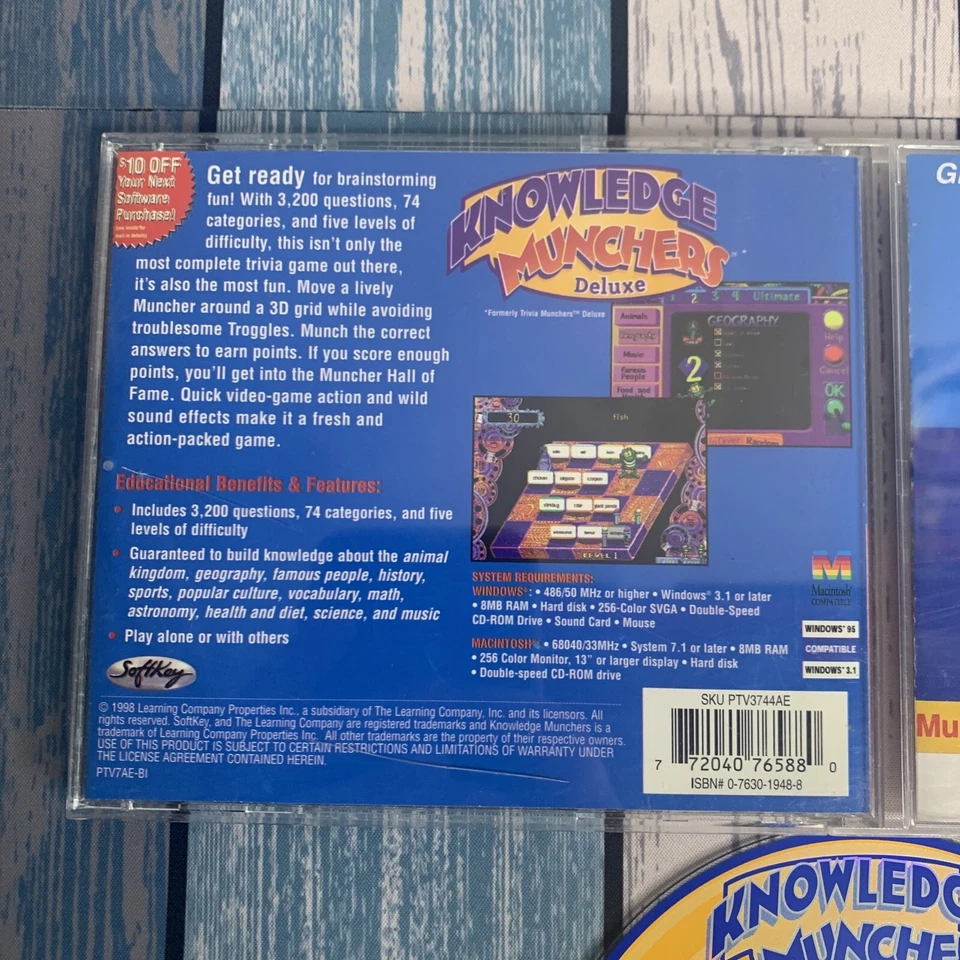 $10 OFF
Your Next
Software
Purchase!
Get ready for brainstorming
fun! With 3,200 questions, 74
categories, and five levels of
difficulty, this isn't only the
most complete trivia game out there,
it's also the most fun. Move a lively
Muncher around a 3D grid while avoiding
troublesome Troggles. Munch the correct
answers to earn points. If you score enough
points, you'll get into the Muncher Hall of
Fame. Quick video-game action and wild
sound effects make it a fresh and
action-packed game.
Educational Benefits & Features:
• Includes 3,200 questions, 74 categories, and five
levels of difficulty
• Guaranteed to build knowledge about the animal
kingdom, geography, famous people, history,
sports, popular culture, vocabulary, math,
astronomy, health and diet, science, and music
• Play alone or with others
SoftKey
KNOWLEDGE
MUNCHERS™
Deluxe
*Formerly Trivia Munchers™ Deluxe
2 3 4 Ultimate
Animals
Music
Famous
People
Food and
GEOGRAPHY
2
Help
Cancel
OK
Random
30
fish
LEVEL 1
SYSTEM REQUIREMENTS:
WINDOWS®: • 486/50 MHz or higher • Windows® 3.1 or later
• 8MB RAM • Hard disk • 256-Color SVGA • Double-Speed
CD-ROM Drive • Sound Card • Mouse
MACINTOSH®: • 68040/33MHz • System 7.1 or later • 8MB RAM
• 256 Color Monitor, 13" or larger display • Hard disk
• Double-speed CD-ROM drive
M
Macintosh
COMPATIBLE
WINDOWS® 95
COMPATIBLE
WINDOWS® 3.1
© 1998 Learning Company Properties Inc., a subsidiary of The Learning Company, Inc. and its licensors. All
rights reserved. SoftKey, and The Learning Company are registered trademarks and Knowledge Munchers is a
trademark of Learning Company Properties Inc. All other trademarks are the property of their respective owners.
USE OF THIS PRODUCT IS SUBJECT TO CERTAIN RESTRICTIONS AND LIMITATIONS OF WARRANTY UNDER
THE LICENSE AGREEMENT CONTAINED HEREIN.
PTV7AE-BI
SKU PTV3744AE
7 72040 76588 0
ISBN# 0-7630-1948-8
Mu
KNOWLEDG
MUNCHE